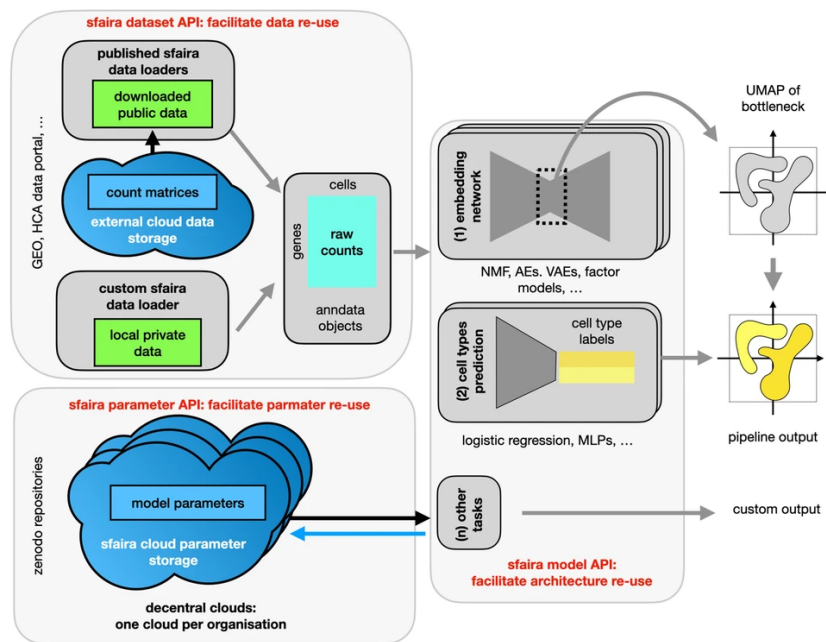 sfaira dataset API: facilitate data re-use
GEO, HCA data portal, ...
published sfaira
data loaders
downloaded
public data
count matrices
external cloud data
storage
custom sfaira
data loader
local private
data
cells
genes
raw
counts
anndata
objects
(1) embedding
network
NMF, AEs. VAEs, factor
models, ...
(2) cell types
prediction
cell type
labels
logistic regression, MLPs, ...
(n) other
tasks
sfaira model API:
facilitate architecture re-use
UMAP of
bottleneck
pipeline output
custom output
sfaira parameter API: facilitate parmater re-use
zenodo repositories
model parameters
sfaira cloud parameter
storage
decentral clouds:
one cloud per organisation